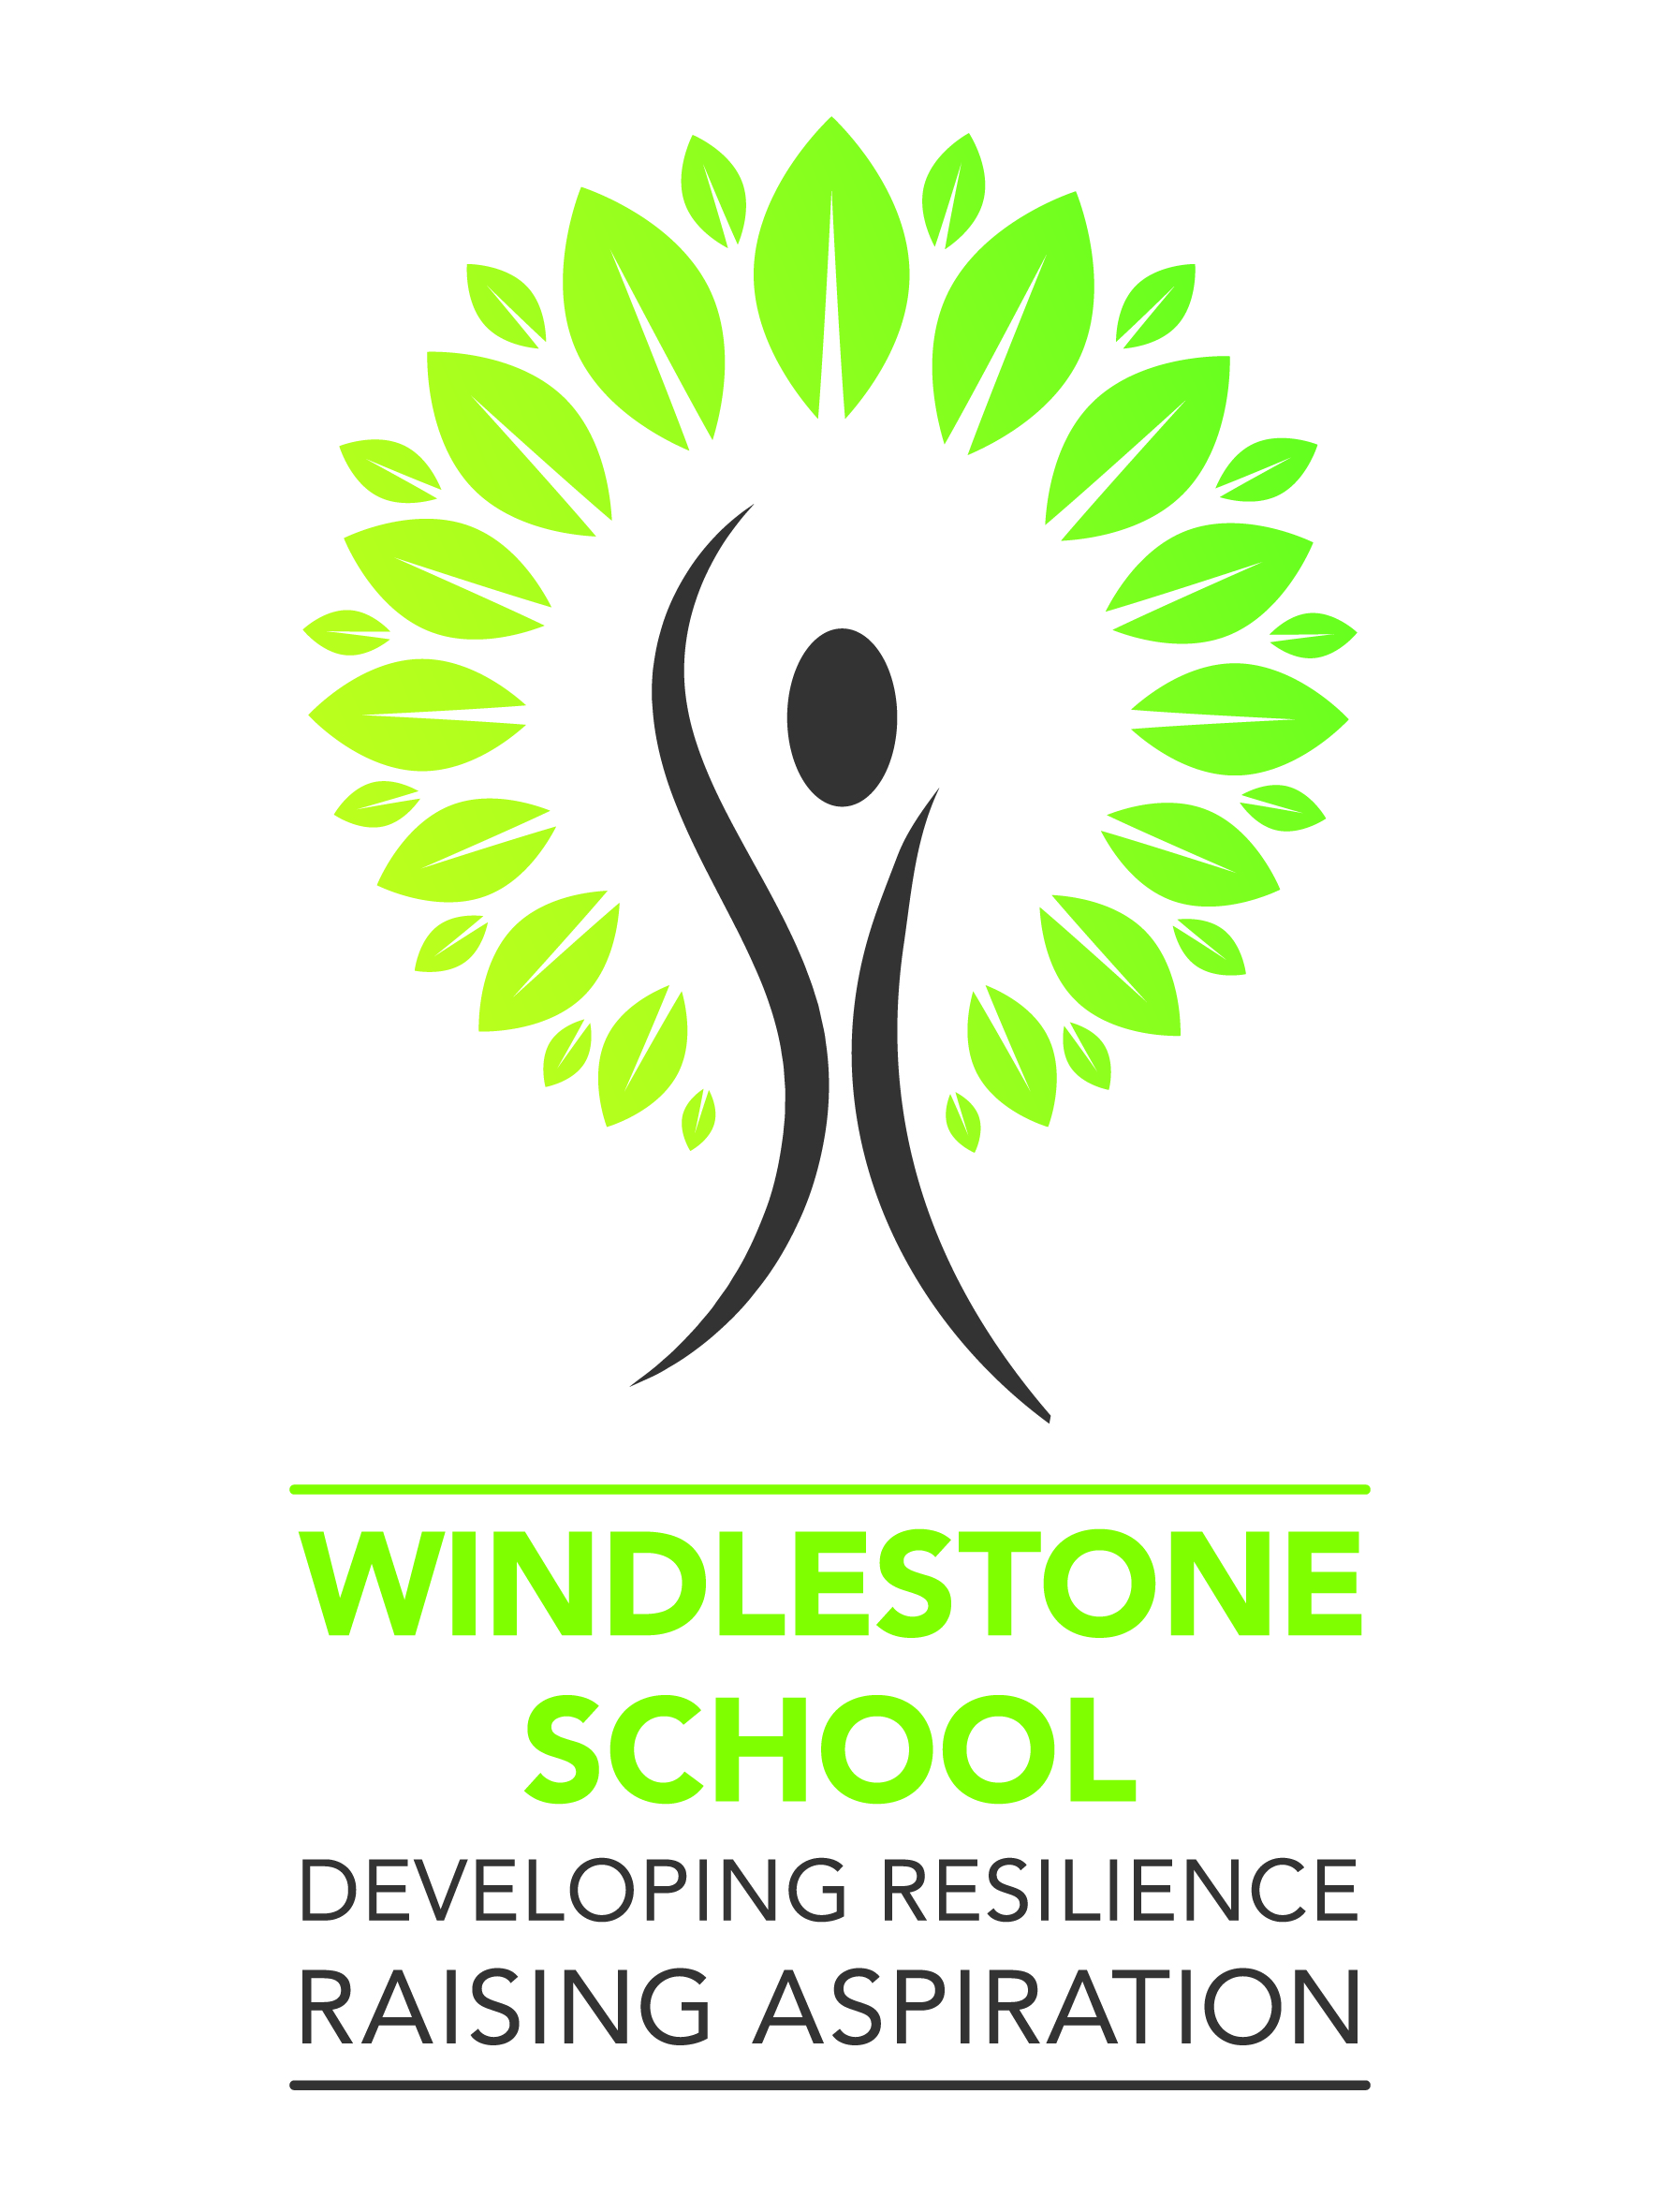 WINDLESTONE
SCHOOL
DEVELOPING RESILIENCE
RAISING ASPIRATION